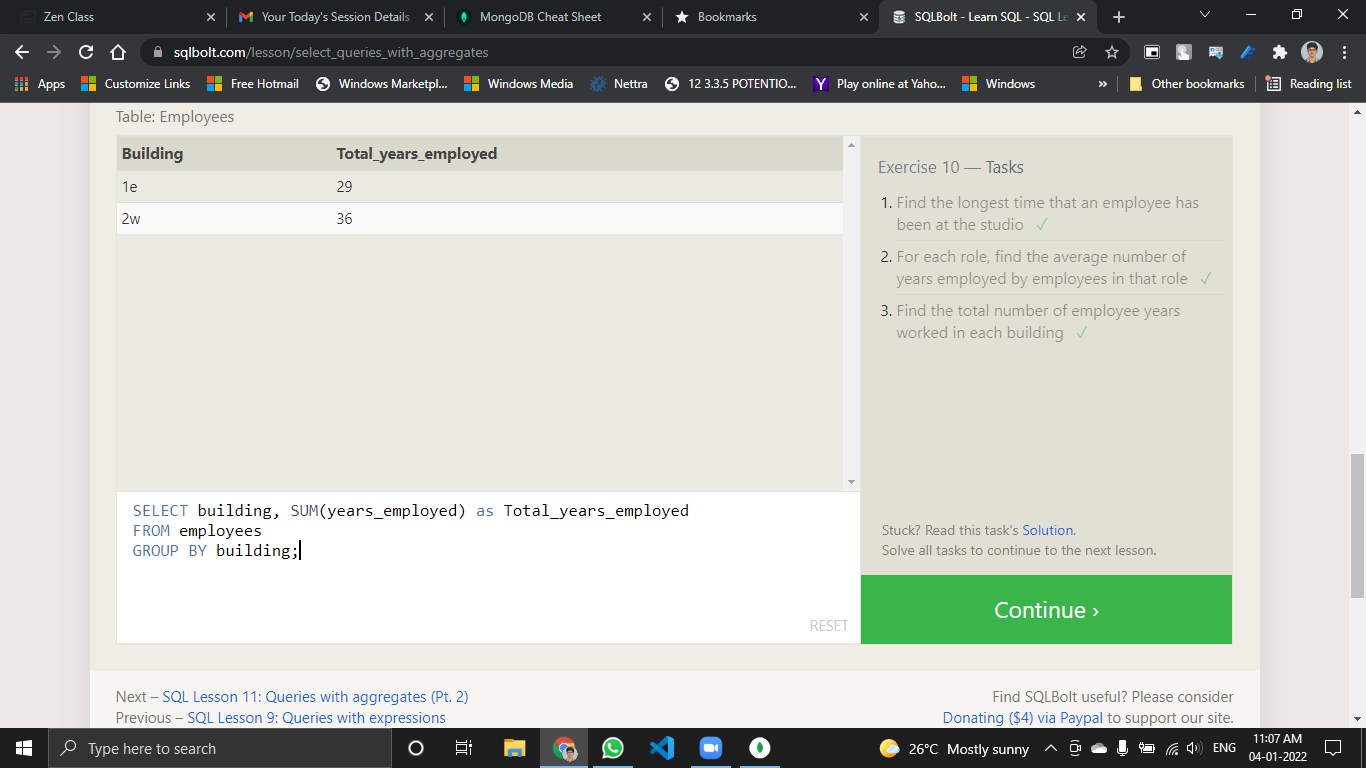 Zen Class
Your Today's Session Details
MongoDB Cheat Sheet
Bookmarks
SQLBolt - Learn SQL - SQL Le
sqlbolt.com/lesson/select_queries_with_aggregates
Apps
Customize Links
Free Hotmail
Windows Marketpl...
Windows Media
Nettra
12 3.3.5 POTENTIO...
Play online at Yaho...
Windows
»
Other bookmarks
Reading list
Table: Employees
Building Total_years_employed
1e 29
2w 36
Exercise 10 — Tasks
1. Find the longest time that an employee has
been at the studio ✓
2. For each role, find the average number of
years employed by employees in that role ✓
3. Find the total number of employee years
worked in each building ✓
SELECT building, SUM(years_employed) as Total_years_employed
FROM employees
GROUP BY building;
RESET
Stuck? Read this task's Solution.
Solve all tasks to continue to the next lesson.
Continue ›
Next – SQL Lesson 11: Queries with aggregates (Pt. 2)
Previous – SQL Lesson 9: Queries with expressions
Find SQLBolt useful? Please consider
Donating ($4) via Paypal to support our site.
Type here to search
26°C Mostly sunny
ENG
11:07 AM
04-01-2022